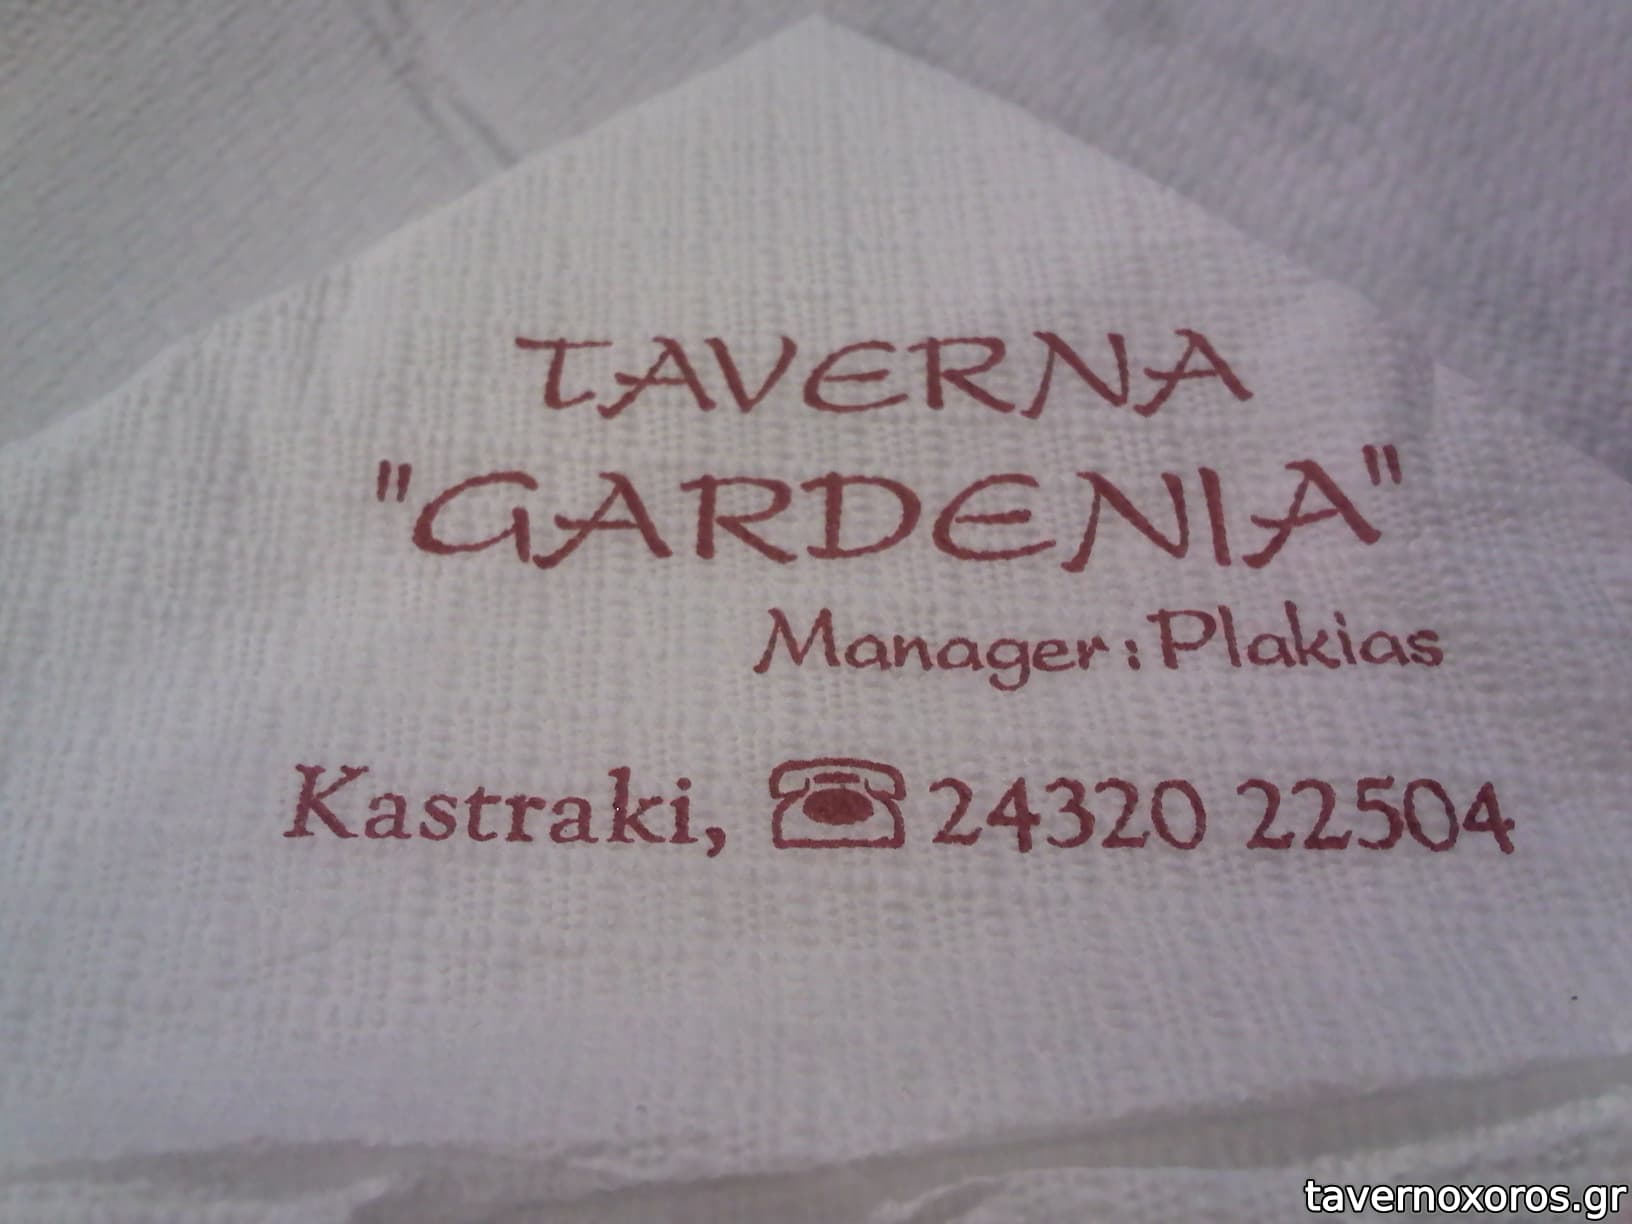 TAVERNA
"GARDENIA"
Manager: Plakias
Kastraki, ☎ 24320 22504
tavernoxoros.gr